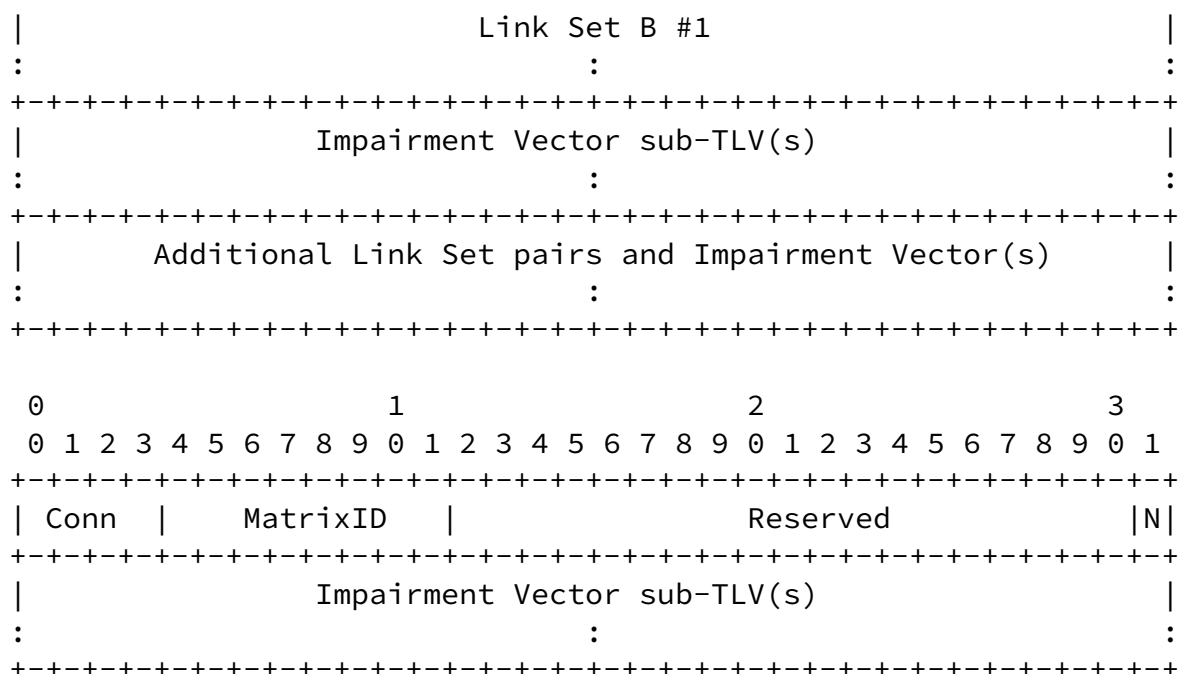 |                          Link Set B #1                         |
:                                :                               :
+-+-+-+-+-+-+-+-+-+-+-+-+-+-+-+-+-+-+-+-+-+-+-+-+-+-+-+-+-+-+-+-+
|                 Impairment Vector sub-TLV(s)                   |
:                                :                               :
+-+-+-+-+-+-+-+-+-+-+-+-+-+-+-+-+-+-+-+-+-+-+-+-+-+-+-+-+-+-+-+-+
|        Additional Link Set pairs and Impairment Vector(s)      |
:                                :                               :
+-+-+-+-+-+-+-+-+-+-+-+-+-+-+-+-+-+-+-+-+-+-+-+-+-+-+-+-+-+-+-+-+
 0                   1                   2                   3
 0 1 2 3 4 5 6 7 8 9 0 1 2 3 4 5 6 7 8 9 0 1 2 3 4 5 6 7 8 9 0 1
+-+-+-+-+-+-+-+-+-+-+-+-+-+-+-+-+-+-+-+-+-+-+-+-+-+-+-+-+-+-+-+-+
| Conn  |    MatrixID   |                Reserved             |N|
+-+-+-+-+-+-+-+-+-+-+-+-+-+-+-+-+-+-+-+-+-+-+-+-+-+-+-+-+-+-+-+-+
|                 Impairment Vector sub-TLV(s)                   |
:                                :                               :
+-+-+-+-+-+-+-+-+-+-+-+-+-+-+-+-+-+-+-+-+-+-+-+-+-+-+-+-+-+-+-+-+